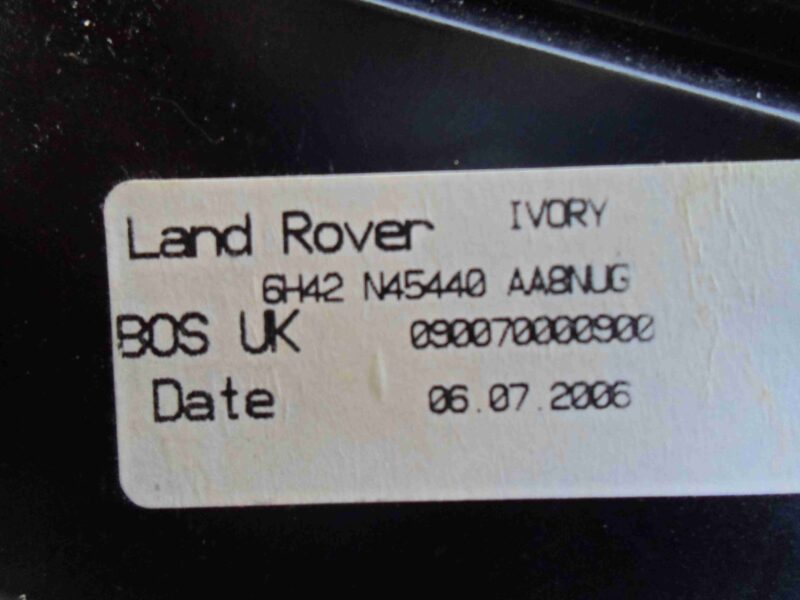 Land Rover IVORY
6H42 N45440 AA8NUG
BOS UK 090070000900
Date 06.07.2006